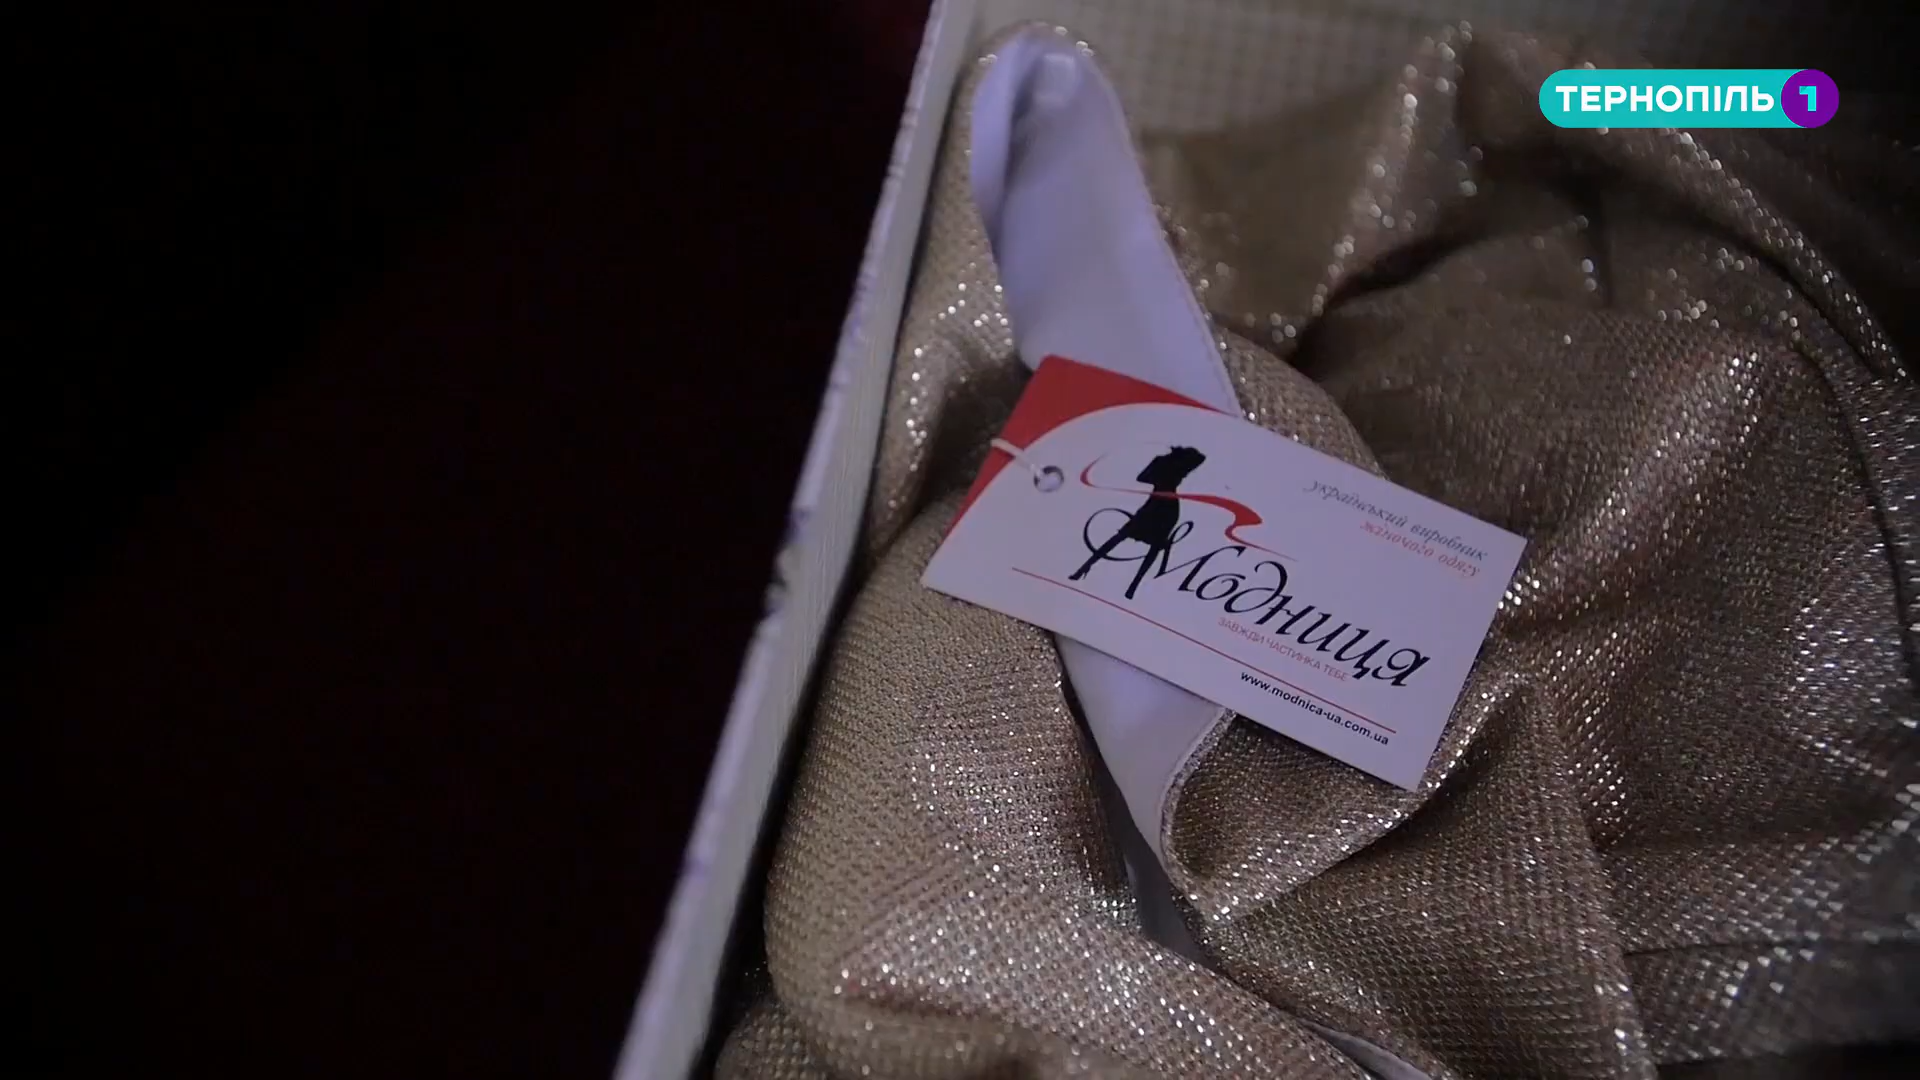 ТЕРНОПІЛЬ 1
український виробник
жіночого одягу
Модниця
ЗАВЖДИ ЧАСТИНКА ТЕБЕ
www.modnica-ua.com.ua